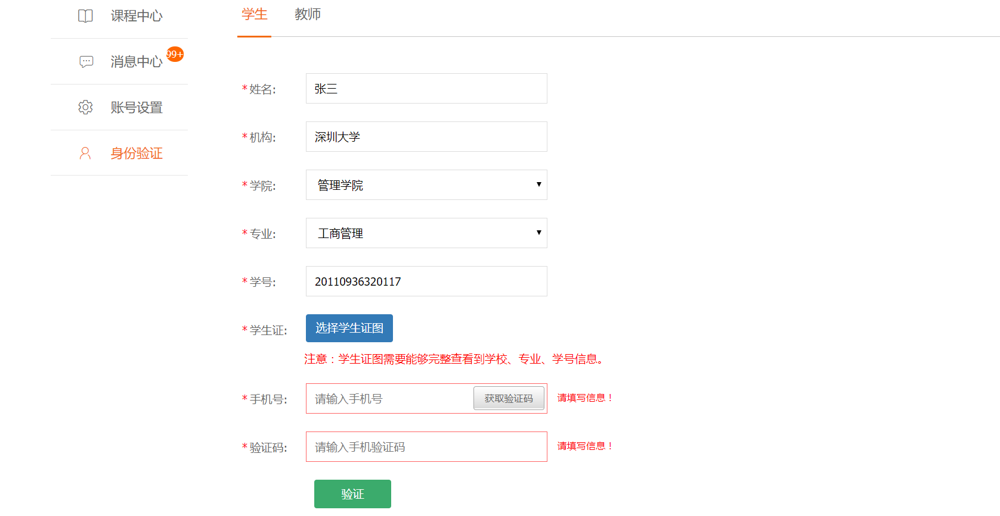 课程中心
消息中心 99+
账号设置
身份验证
学生 教师
*姓名: 张三
*机构: 深圳大学
*学院: 管理学院
*专业: 工商管理
*学号: 20110936320117
*学生证: 选择学生证图
注意：学生证图需要能够完整查看到学校、专业、学号信息。
*手机号: 请输入手机号 获取验证码 请填写信息！
*验证码: 请输入手机验证码 请填写信息！
验证